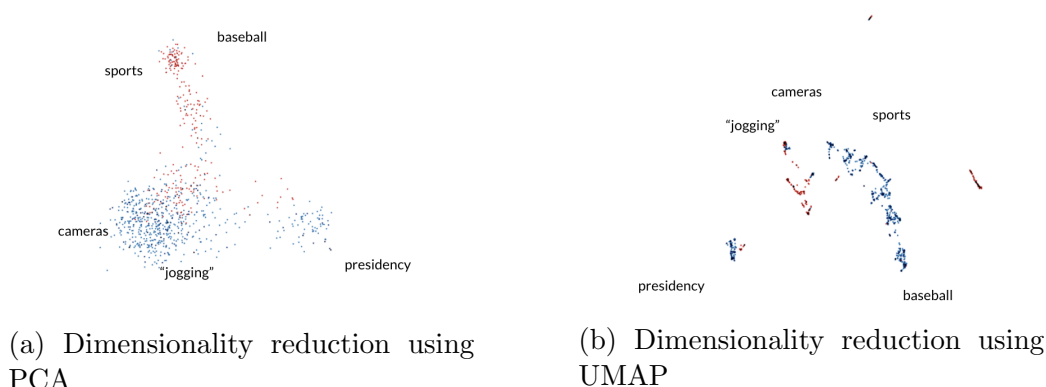 baseball
sports
cameras
"jogging"
presidency
(a) Dimensionality reduction using
PCA
cameras
sports
"jogging"
presidency
baseball
(b) Dimensionality reduction using
UMAP